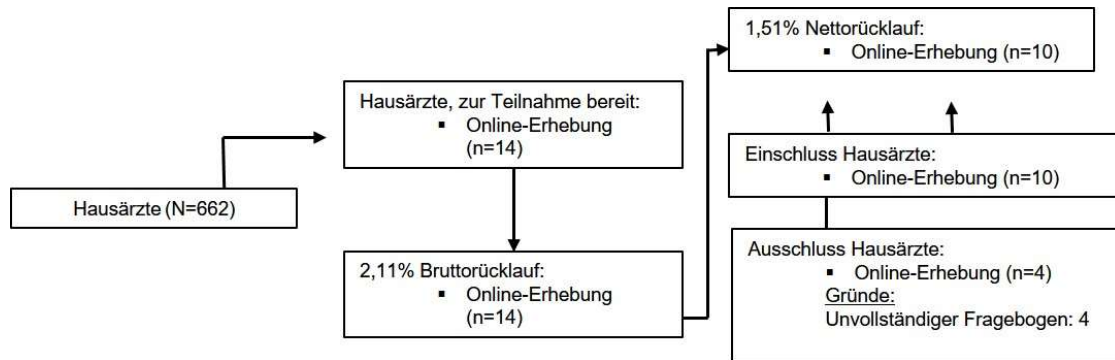 Hausärzte (N=662)
Hausärzte, zur Teilnahme bereit:
▪ Online-Erhebung
(n=14)
2,11% Bruttorücklauf:
▪ Online-Erhebung
(n=14)
1,51% Nettorücklauf:
▪ Online-Erhebung (n=10)
Einschluss Hausärzte:
▪ Online-Erhebung (n=10)
Ausschluss Hausärzte:
▪ Online-Erhebung (n=4)
Gründe:
Unvollständiger Fragebogen: 4